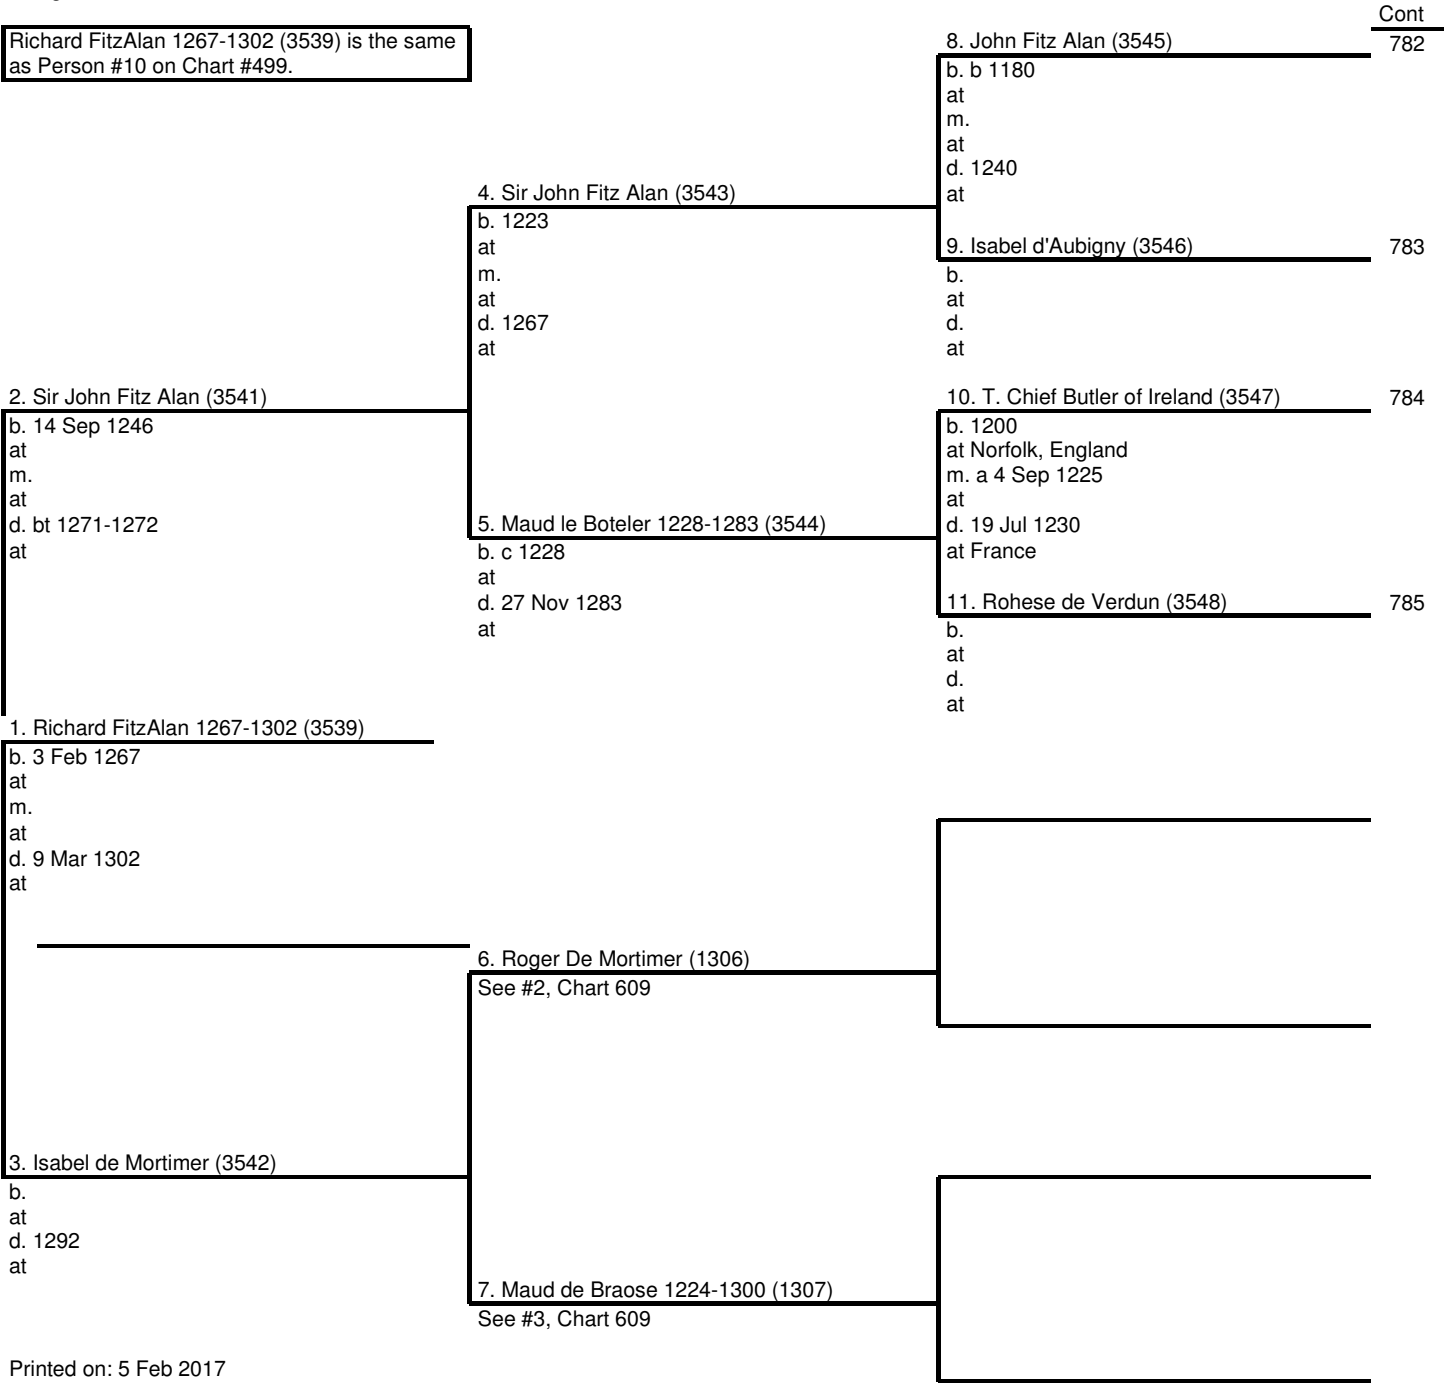 Cont
Richard FitzAlan 1267-1302 (3539) is the same
as Person #10 on Chart #499.
8. John Fitz Alan (3545)
782
b. b 1180
at
m.
at
d. 1240
at
4. Sir John Fitz Alan (3543)
b. 1223
at
m.
at
d. 1267
at
9. Isabel d'Aubigny (3546)
783
b.
at
d.
at
2. Sir John Fitz Alan (3541)
b. 14 Sep 1246
at
m.
at
d. bt 1271-1272
at
10. T. Chief Butler of Ireland (3547)
784
b. 1200
at Norfolk, England
m. a 4 Sep 1225
at
d. 19 Jul 1230
at France
5. Maud le Boteler 1228-1283 (3544)
b. c 1228
at
d. 27 Nov 1283
at
11. Rohese de Verdun (3548)
785
b.
at
d.
at
1. Richard FitzAlan 1267-1302 (3539)
b. 3 Feb 1267
at
m.
at
d. 9 Mar 1302
at
6. Roger De Mortimer (1306)
See #2, Chart 609
3. Isabel de Mortimer (3542)
b.
at
d. 1292
at
7. Maud de Braose 1224-1300 (1307)
See #3, Chart 609
Printed on: 5 Feb 2017